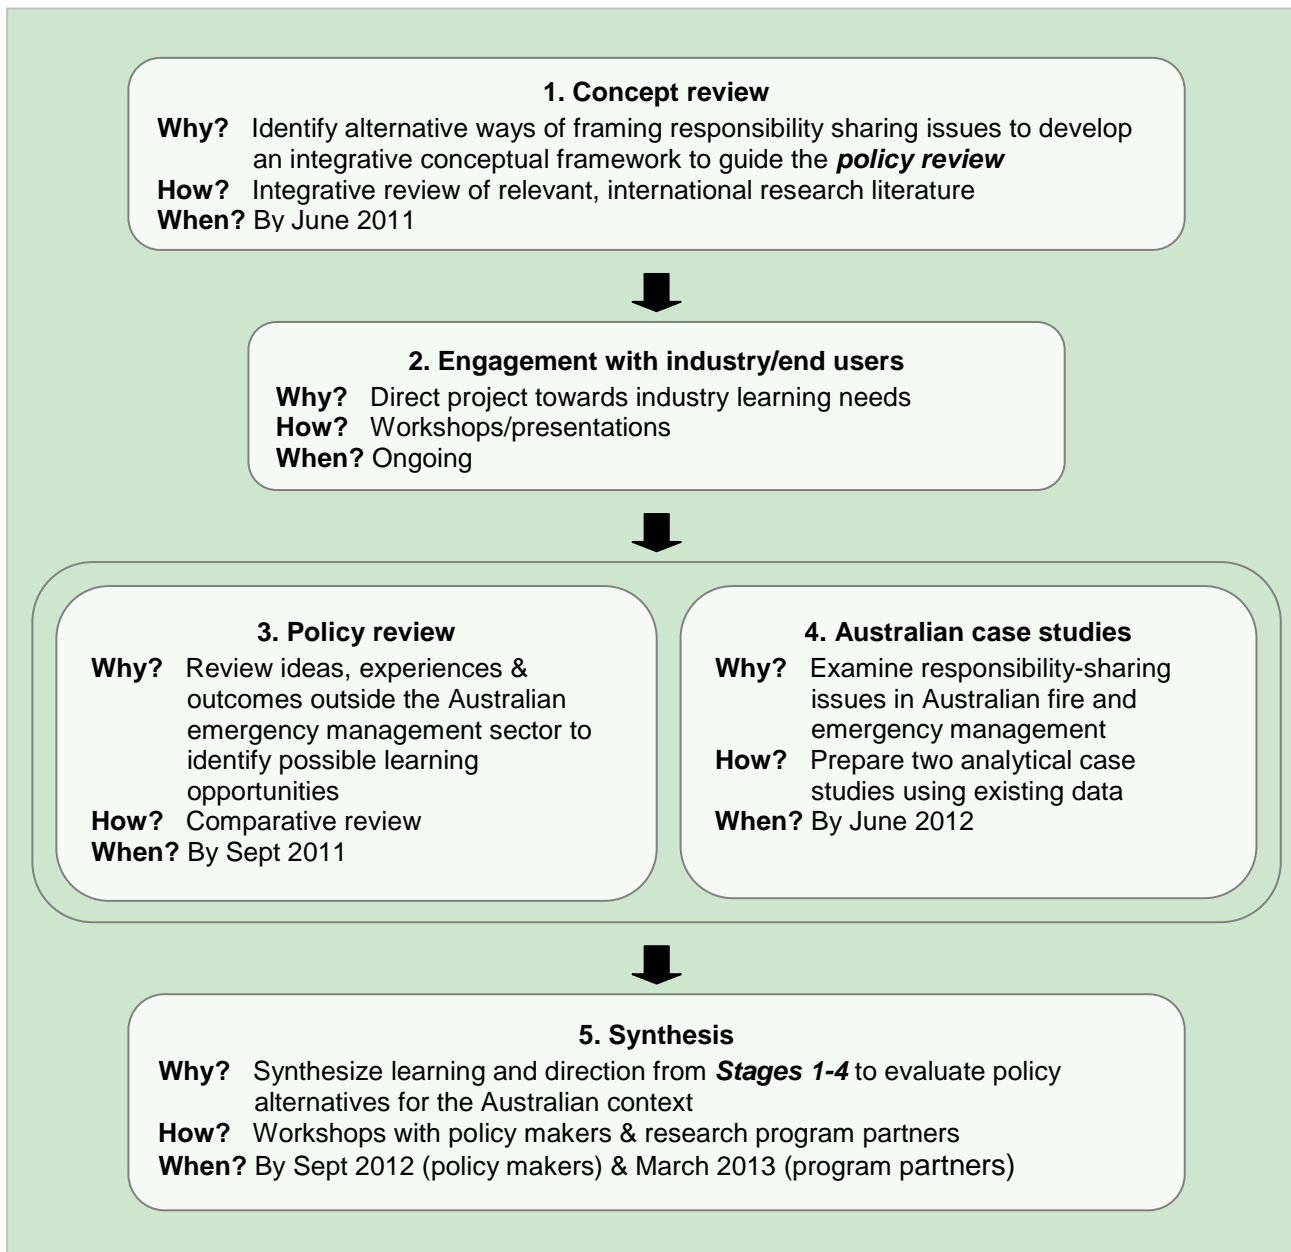 1. Concept review
Why? Identify alternative ways of framing responsibility sharing issues to develop
an integrative conceptual framework to guide the policy review
How? Integrative review of relevant, international research literature
When? By June 2011
2. Engagement with industry/end users
Why? Direct project towards industry learning needs
How? Workshops/presentations
When? Ongoing
3. Policy review
Why? Review ideas, experiences &
outcomes outside the Australian
emergency management sector to
identify possible learning
opportunities
How? Comparative review
When? By Sept 2011
4. Australian case studies
Why? Examine responsibility-sharing
issues in Australian fire and
emergency management
How? Prepare two analytical case
studies using existing data
When? By June 2012
5. Synthesis
Why? Synthesize learning and direction from Stages 1-4 to evaluate policy
alternatives for the Australian context
How? Workshops with policy makers & research program partners
When? By Sept 2012 (policy makers) & March 2013 (program partners)